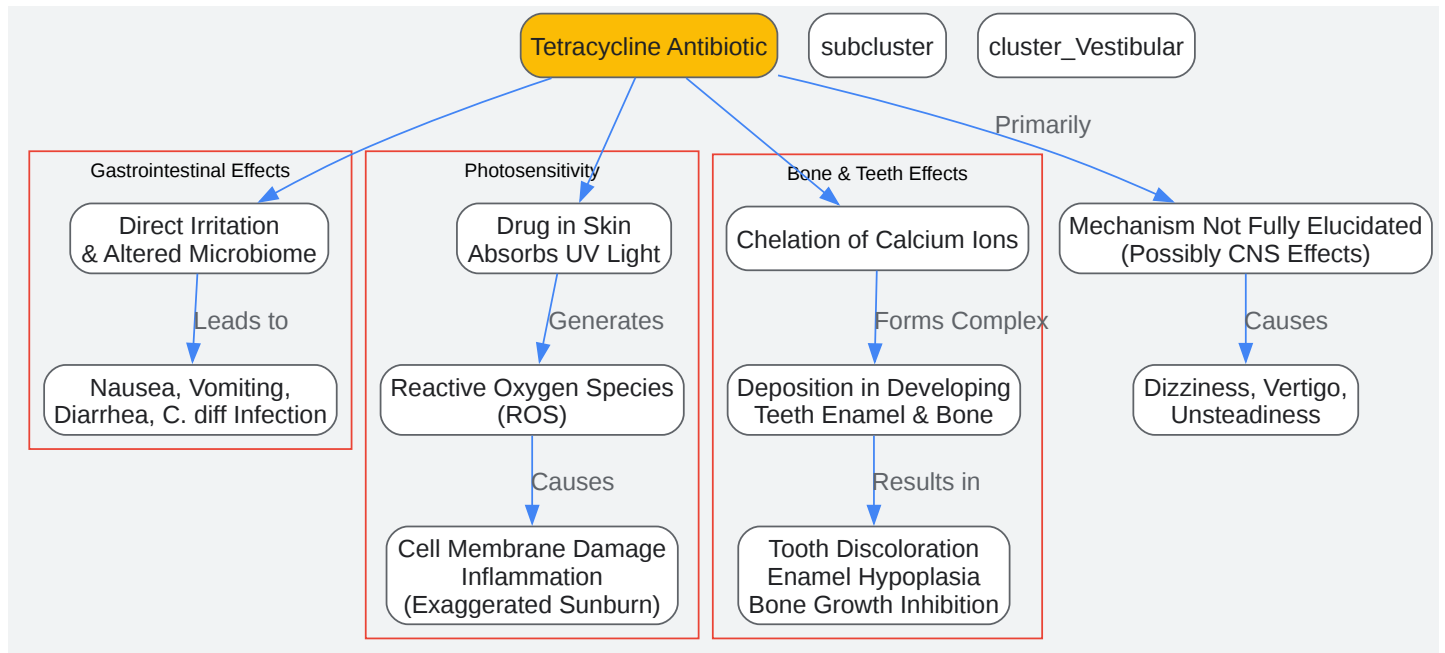 Tetracycline Antibiotic
subcluster
cluster_Vestibular
Primarily
Gastrointestinal Effects
Direct Irritation
& Altered Microbiome
Leads to
Nausea, Vomiting,
Diarrhea, C. diff Infection
Photosensitivity
Drug in Skin
Absorbs UV Light
Generates
Reactive Oxygen Species
(ROS)
Causes
Cell Membrane Damage
Inflammation
(Exaggerated Sunburn)
Bone & Teeth Effects
Chelation of Calcium Ions
Forms Complex
Deposition in Developing
Teeth Enamel & Bone
Results in
Tooth Discoloration
Enamel Hypoplasia
Bone Growth Inhibition
Mechanism Not Fully Elucidated
(Possibly CNS Effects)
Causes
Dizziness, Vertigo,
Unsteadiness